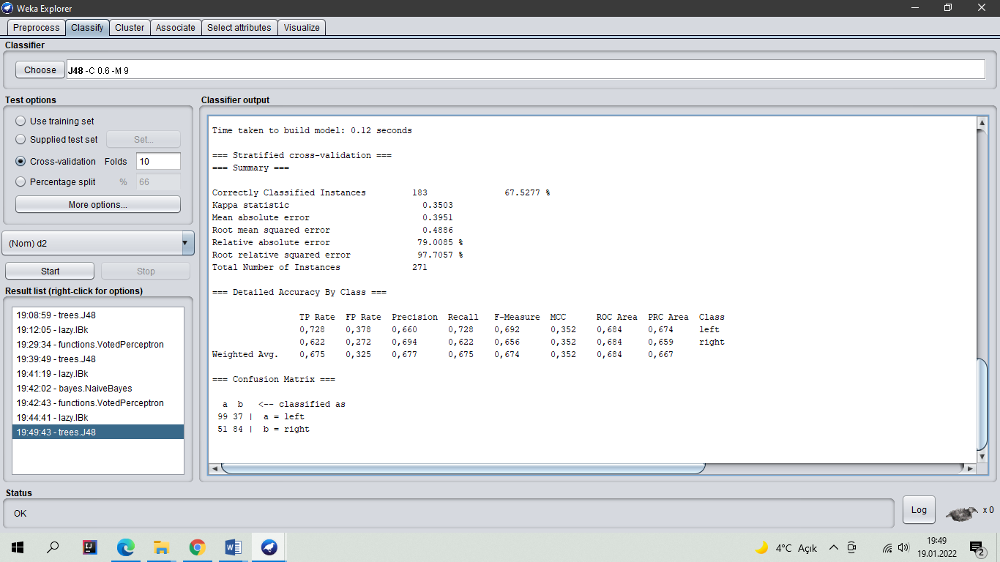 Weka Explorer
Preprocess Classify Cluster Associate Select attributes Visualize
Classifier
Choose J48 -C 0.6 -M 9
Test options
Use training set
Supplied test set Set...
Cross-validation Folds 10
Percentage split % 66
More options...
(Nom) d2
Start Stop
Result list (right-click for options)
19:08:59 - trees.J48
19:12:05 - lazy.IBk
19:29:34 - functions.VotedPerceptron
19:39:49 - trees.J48
19:41:19 - lazy.IBk
19:42:02 - bayes.NaiveBayes
19:42:43 - functions.VotedPerceptron
19:44:41 - lazy.IBk
19:49:43 - trees.J48
Classifier output
Time taken to build model: 0.12 seconds
=== Stratified cross-validation ===
=== Summary ===
Correctly Classified Instances 183 67.5277 %
Kappa statistic 0.3503
Mean absolute error 0.3951
Root mean squared error 0.4886
Relative absolute error 79.0085 %
Root relative squared error 97.7057 %
Total Number of Instances 271
=== Detailed Accuracy By Class ===
TP Rate FP Rate Precision Recall F-Measure MCC ROC Area PRC Area Class
0,728 0,378 0,660 0,728 0,692 0,352 0,684 0,674 left
0,622 0,272 0,694 0,622 0,656 0,352 0,684 0,659 right
Weighted Avg. 0,675 0,325 0,677 0,675 0,674 0,352 0,684 0,667
=== Confusion Matrix ===
a b <-- classified as
99 37 | a = left
51 84 | b = right
Status
OK
Log x 0
4°C Açık
19:49
19.01.2022
2